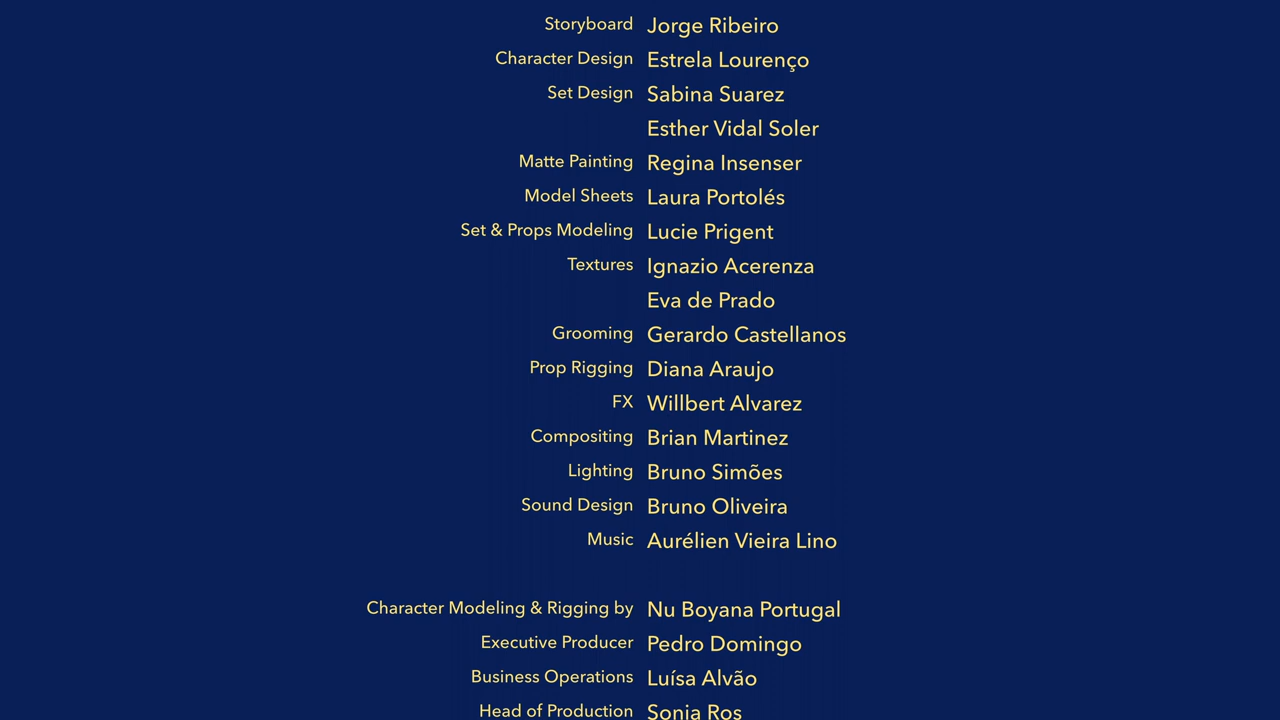 Storyboard Jorge Ribeiro
Character Design Estrela Lourenço
Set Design Sabina Suarez
Esther Vidal Soler
Matte Painting Regina Insenser
Model Sheets Laura Portolés
Set & Props Modeling Lucie Prigent
Textures Ignazio Acerenza
Eva de Prado
Grooming Gerardo Castellanos
Prop Rigging Diana Araujo
FX Willbert Alvarez
Compositing Brian Martinez
Lighting Bruno Simões
Sound Design Bruno Oliveira
Music Aurélien Vieira Lino
Character Modeling & Rigging by Nu Boyana Portugal
Executive Producer Pedro Domingo
Business Operations Luísa Alvão
Head of Production Sonia Ros